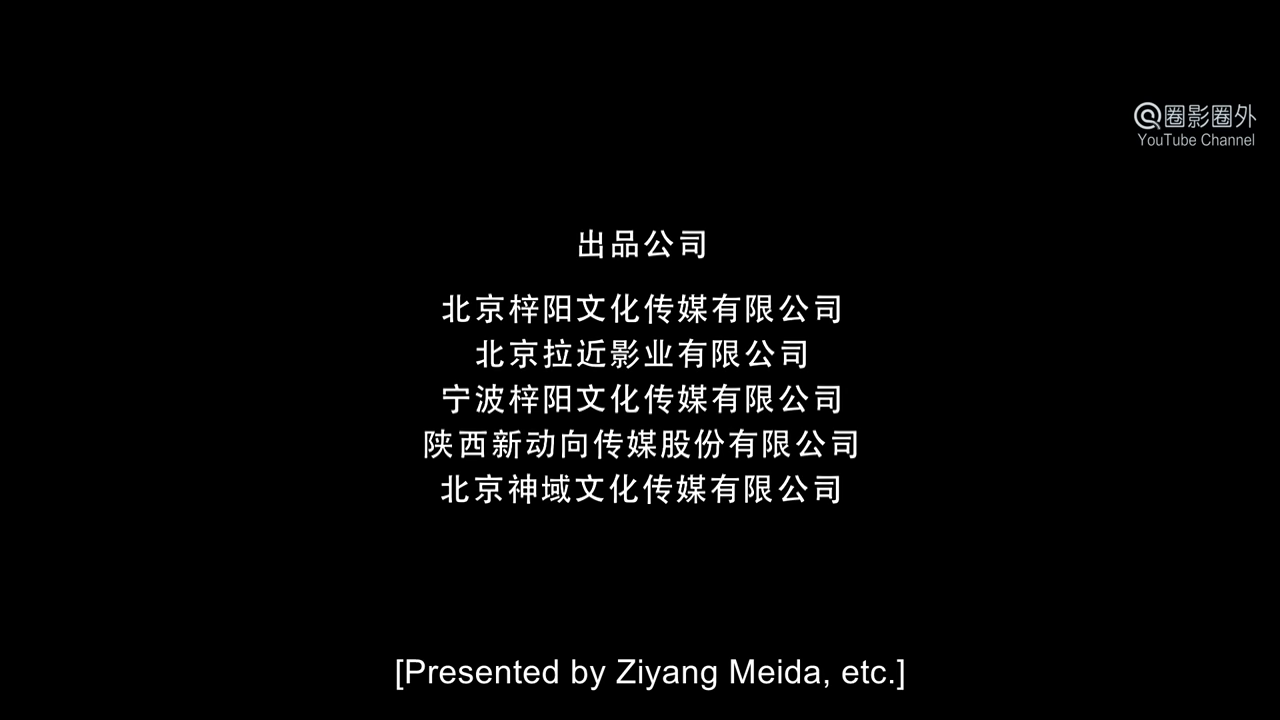 圈影圈外
YouTube Channel
出品公司
北京梓阳文化传媒有限公司
北京拉近影业有限公司
宁波梓阳文化传媒有限公司
陕西新动向传媒股份有限公司
北京神域文化传媒有限公司
[Presented by Ziyang Meida, etc.]